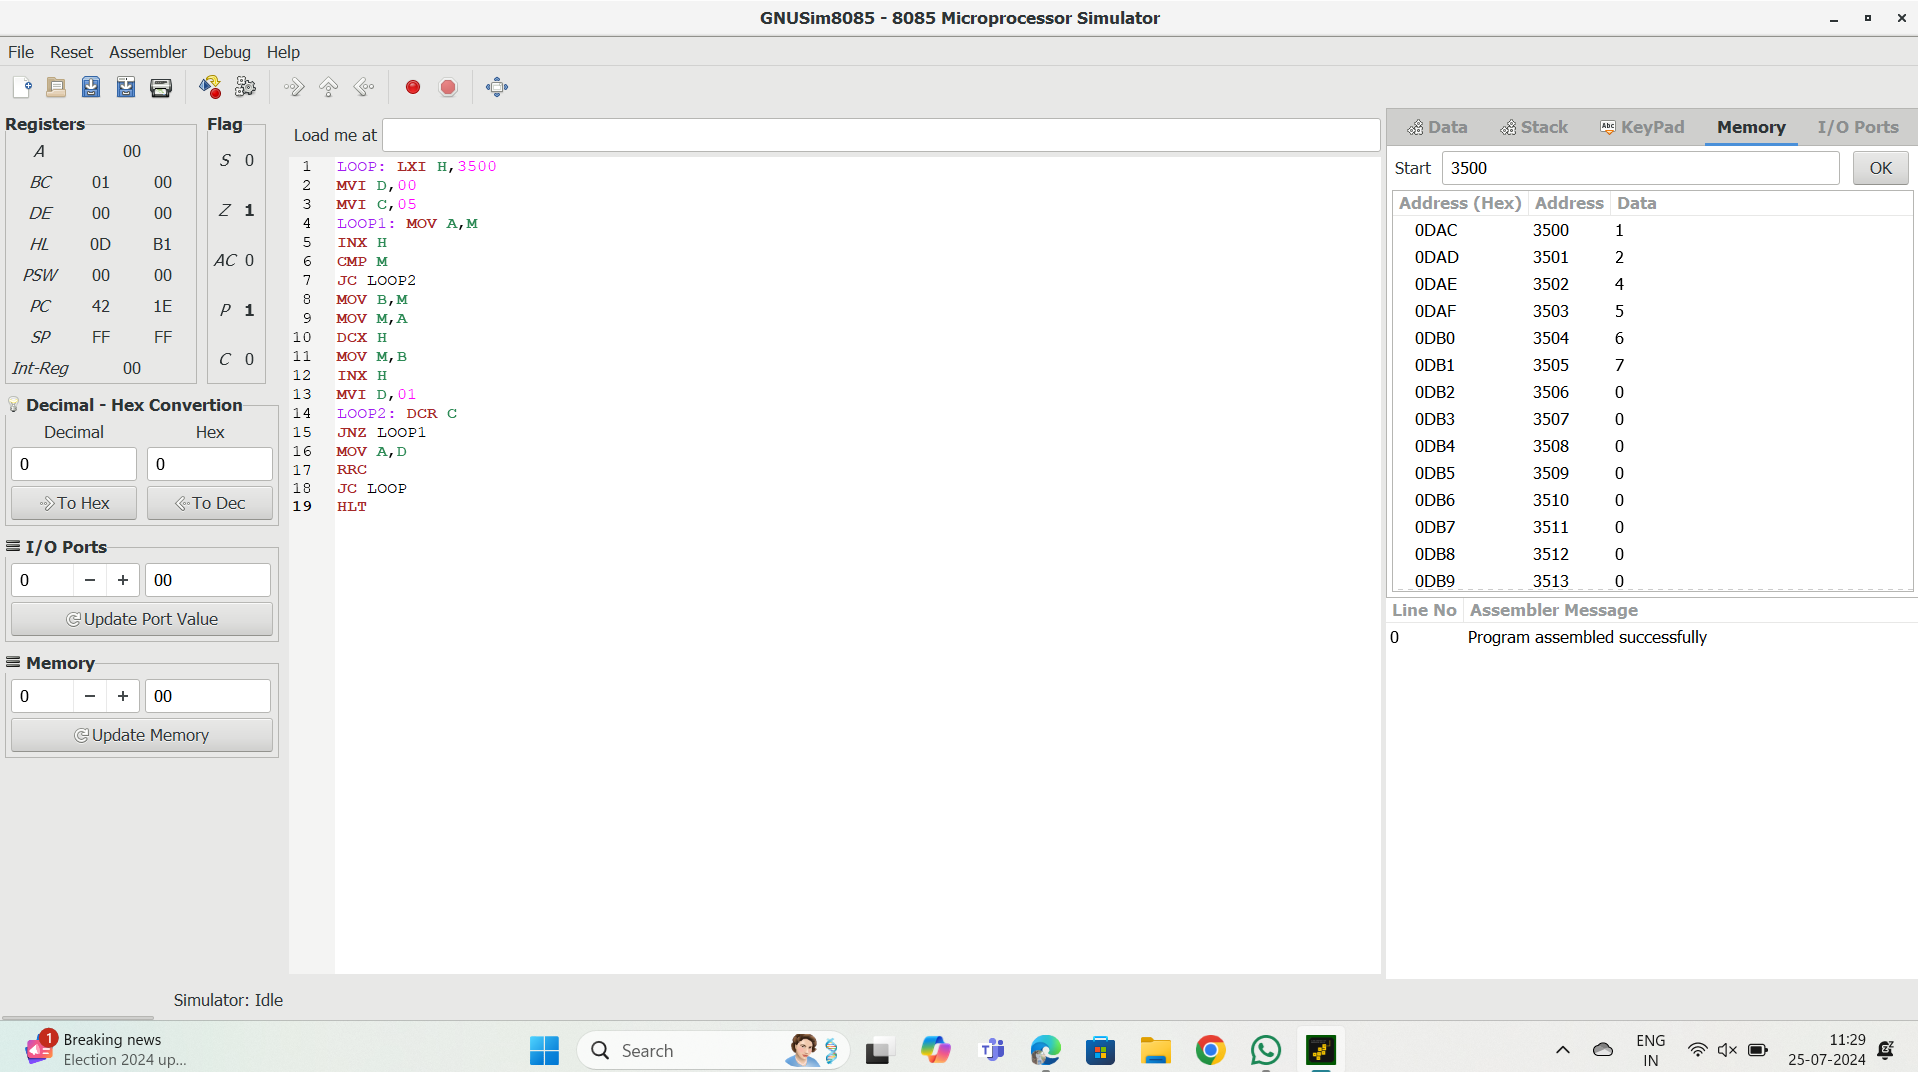 GNUSim8085 - 8085 Microprocessor Simulator
File Reset Assembler Debug Help
Registers
A 00
BC 01 00
DE 00 00
HL 0D B1
PSW 00 00
PC 42 1E
SP FF FF
Int-Reg 00
Flag
S 0
Z 1
AC 0
P 1
C 0
Decimal - Hex Convertion
Decimal Hex
0 0
To Hex To Dec
I/O Ports
0 − + 00
Update Port Value
Memory
0 − + 00
Update Memory
Load me at
1 LOOP: LXI H,3500
2 MVI D,00
3 MVI C,05
4 LOOP1: MOV A,M
5 INX H
6 CMP M
7 JC LOOP2
8 MOV B,M
9 MOV M,A
10 DCX H
11 MOV M,B
12 INX H
13 MVI D,01
14 LOOP2: DCR C
15 JNZ LOOP1
16 MOV A,D
17 RRC
18 JC LOOP
19 HLT
Data Stack Abc KeyPad Memory I/O Ports
Start 3500 OK
Address (Hex) Address Data
0DAC 3500 1
0DAD 3501 2
0DAE 3502 4
0DAF 3503 5
0DB0 3504 6
0DB1 3505 7
0DB2 3506 0
0DB3 3507 0
0DB4 3508 0
0DB5 3509 0
0DB6 3510 0
0DB7 3511 0
0DB8 3512 0
0DB9 3513 0
Line No Assembler Message
0 Program assembled successfully
Simulator: Idle
1 Breaking news
Election 2024 up...
Search
ENG
IN
11:29
25-07-2024